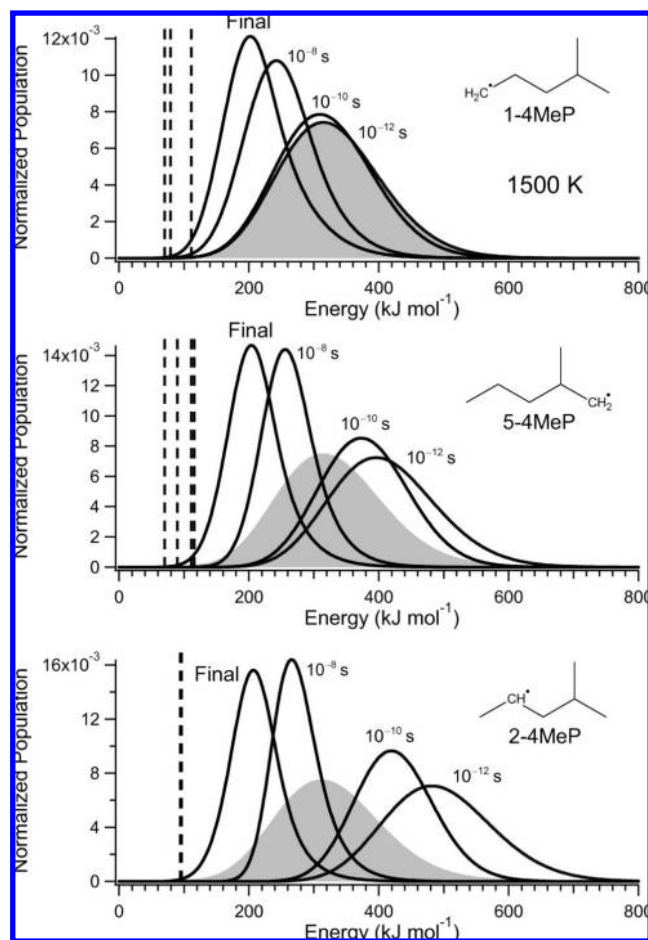 Final
12x10⁻³
10⁻⁸ s
10
10⁻¹⁰ s
H₂C•
8
10⁻¹² s
1-4MeP
6
1500 K
4
2
0
Normalized Population
0 200 400 600 800
Energy (kJ mol⁻¹)
Final
14x10⁻³
10⁻⁸ s
12
10
10⁻¹⁰ s
CH₂•
8
10⁻¹² s
5-4MeP
6
4
2
0
Normalized Population
0 200 400 600 800
Energy (kJ mol⁻¹)
16x10⁻³
Final
10⁻⁸ s
CH•
12
10⁻¹⁰ s
2-4MeP
10⁻¹² s
8
4
0
Normalized Population
0 200 400 600 800
Energy (kJ mol⁻¹)